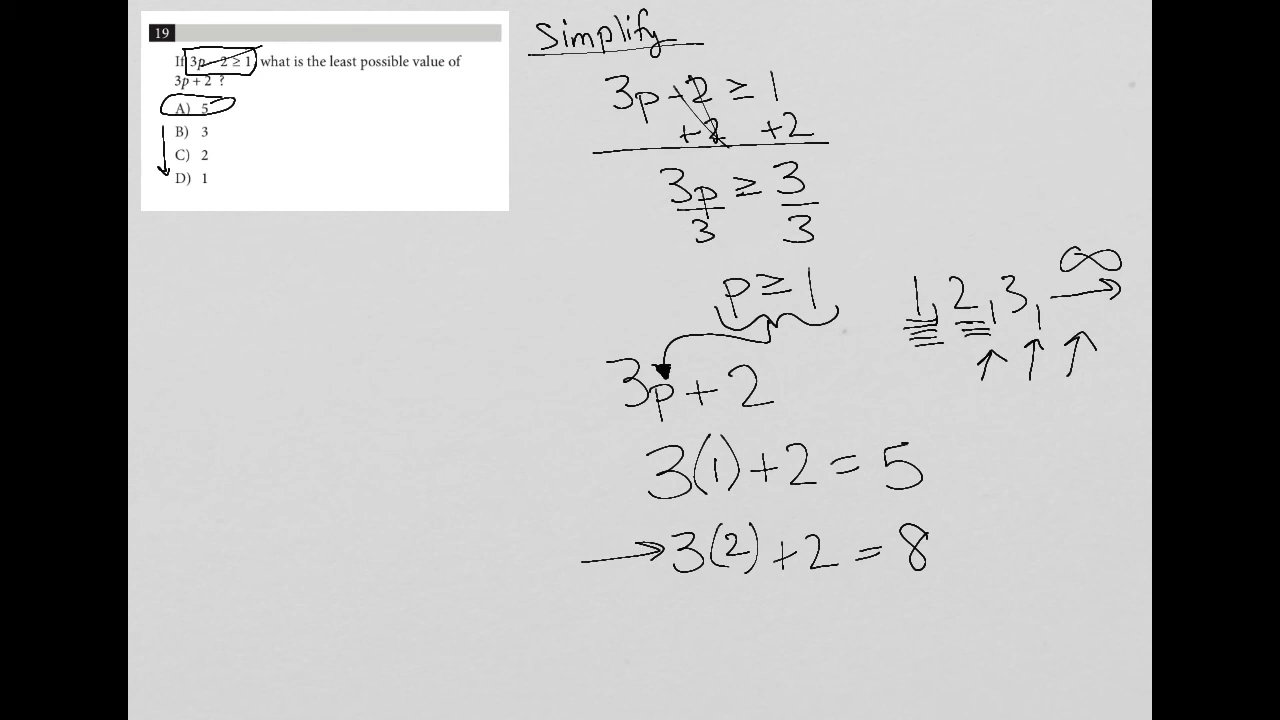 19
If 3p − 2 ≥ 1, what is the least possible value of
3p + 2 ?
A) 5
B) 3
C) 2
D) 1
Simplify
3p - 2 ≥ 1
+2 +2
3p ≥ 3
3 3
p ≥ 1
1, 2, 3, → ∞
3p + 2
3(1) + 2 = 5
→ 3(2) + 2 = 8